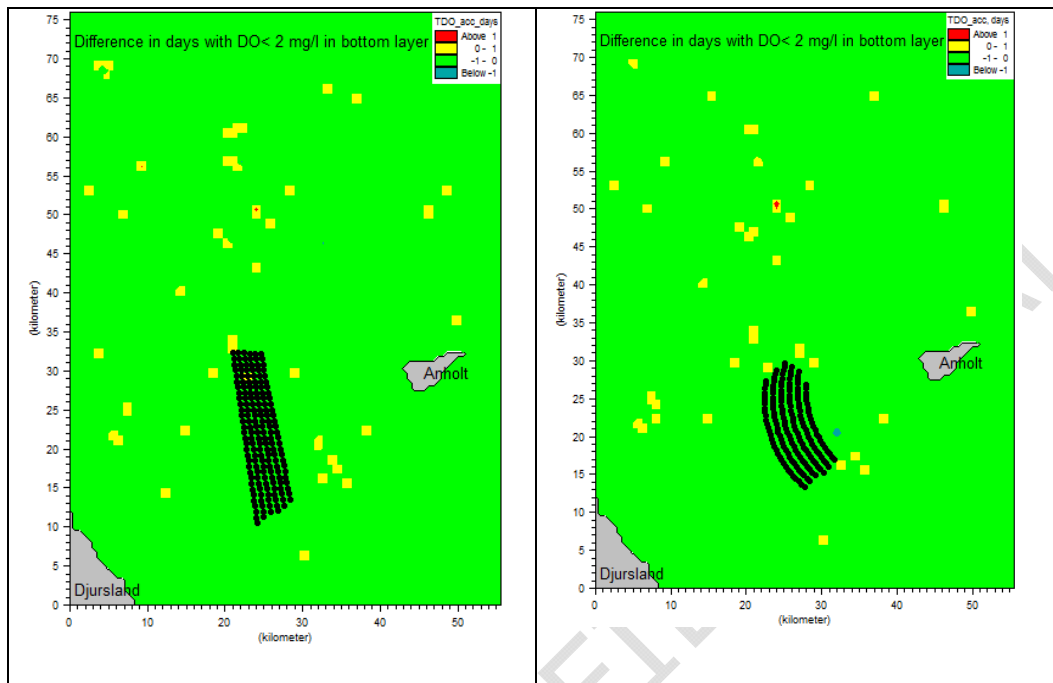 TDO_acc_days
Difference in days with DO< 2 mg/l in bottom layer
Above 1
0 - 1
-1 - 0
Below -1
75
70
65
60
55
50
45
40
35
30
25
20
15
10
5
0
(kilometer)
Anholt
Djursland
0 10 20 30 40 50
(kilometer)
TDO_acc, days
Difference in days with DO< 2 mg/l in bottom layer
Above 1
0 - 1
-1 - 0
Below -1
75
70
65
60
55
50
45
40
35
30
25
20
15
10
5
0
(kilometer)
Anholt
Djursland
0 10 20 30 40 50
(kilometer)